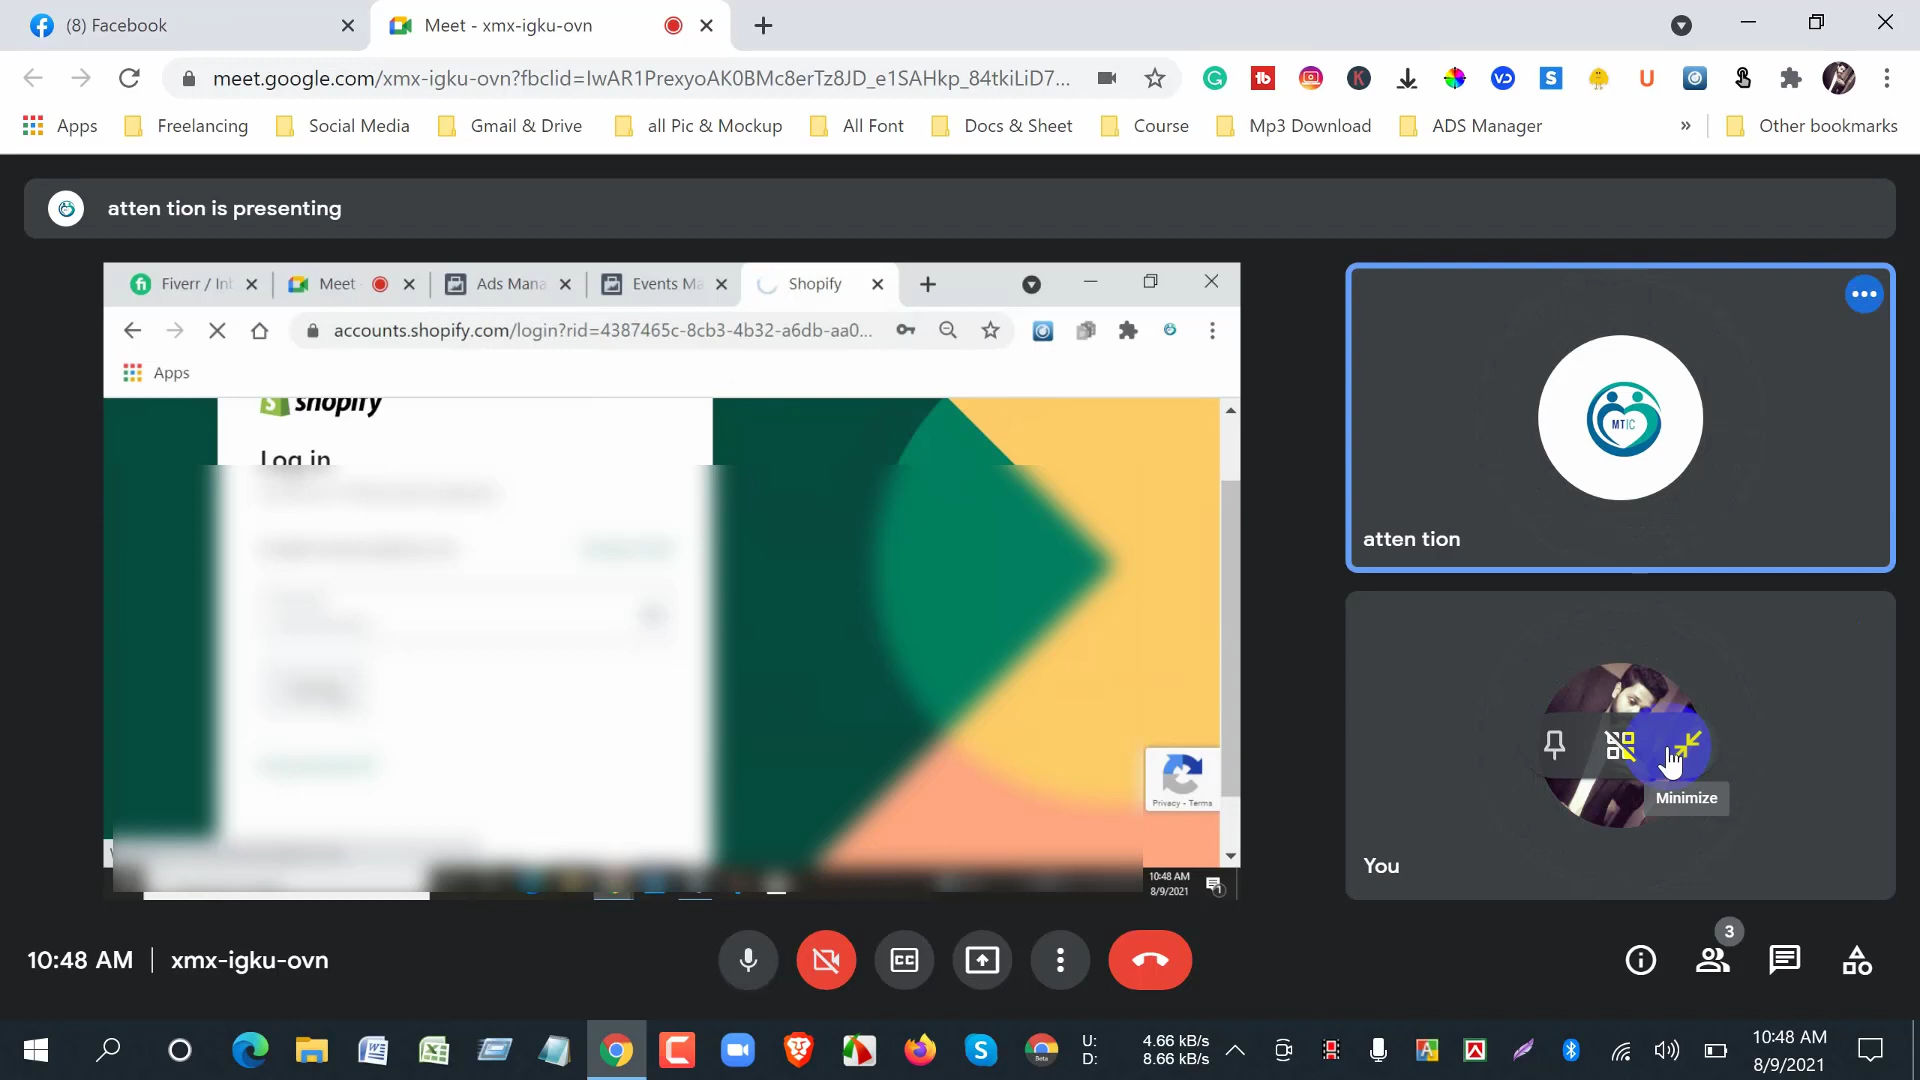 (8) Facebook
Meet - xmx-igku-ovn
meet.google.com/xmx-igku-ovn?fbclid=IwAR1PrexyoAK0BMc8erTz8JD_e1SAHkp_84tkiLiD7...
Apps
Freelancing
Social Media
Gmail & Drive
all Pic & Mockup
All Font
Docs & Sheet
Course
Mp3 Download
ADS Manager
»
Other bookmarks
atten tion is presenting
Fiverr / Int
Meet
Ads Mana
Events Ma
Shopify
accounts.shopify.com/login?rid=4387465c-8cb3-4b32-a6db-aa0...
Apps
shopify
Log in
Privacy - Terms
10:48 AM
8/9/2021
1
MTIC
atten tion
Minimize
You
10:48 AM | xmx-igku-ovn
CC
3
U: 4.66 kB/s
D: 8.66 kB/s
10:48 AM
8/9/2021